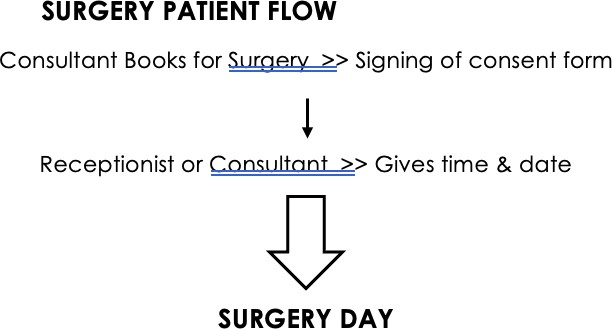 SURGERY PATIENT FLOW
Consultant Books for Surgery >> Signing of consent form
Receptionist or Consultant >> Gives time & date
SURGERY DAY